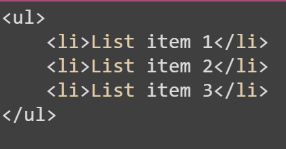 <ul>
    <li>List item 1</li>
    <li>List item 2</li>
    <li>List item 3</li>
</ul>